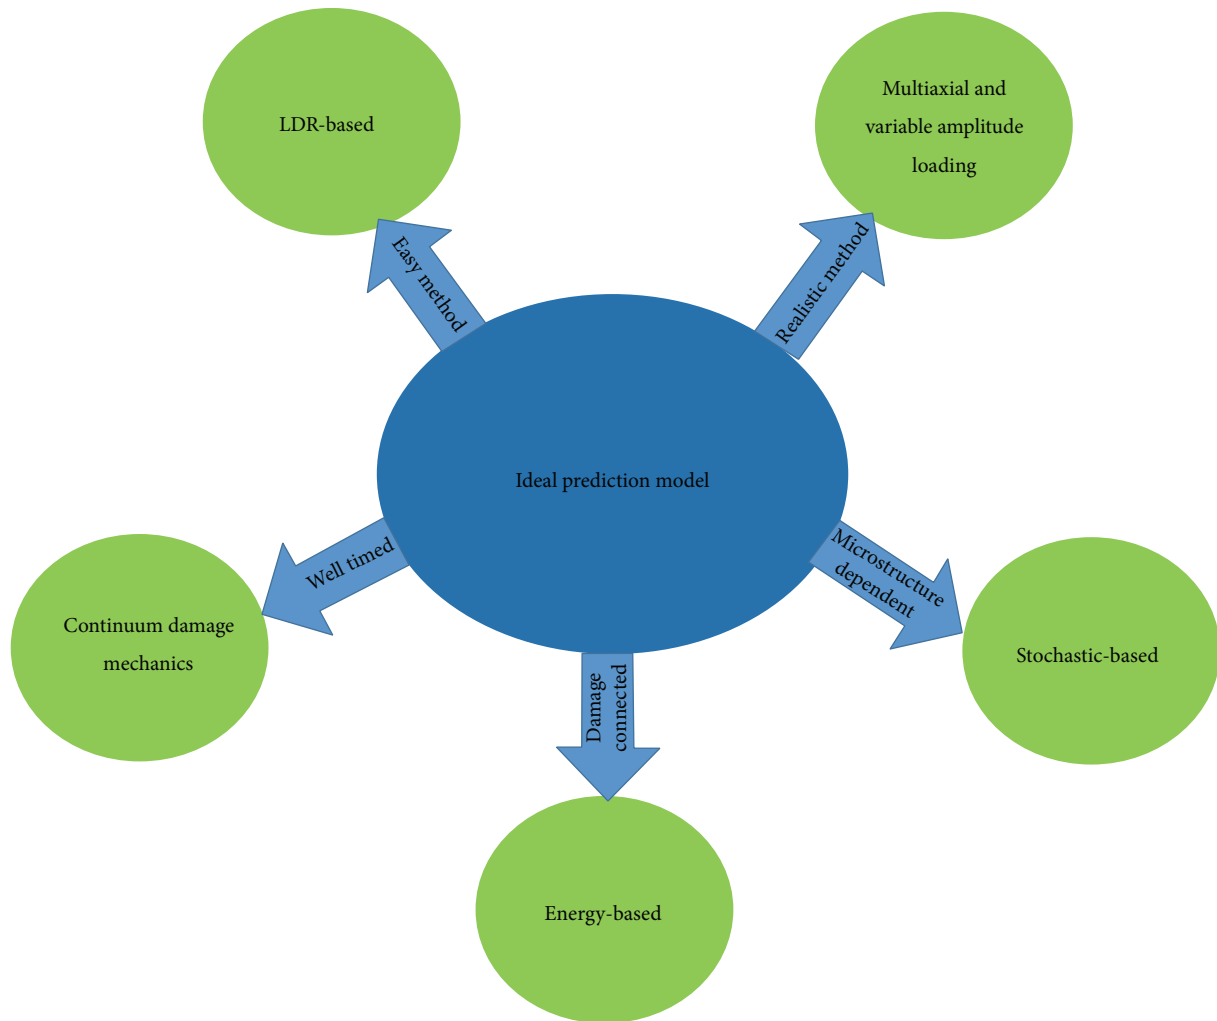 LDR-based
Multiaxial and
variable amplitude
loading
Easy method
Realistic method
Ideal prediction model
Well timed
Microstructure
dependent
Continuum damage
mechanics
Damage
connected
Stochastic-based
Energy-based